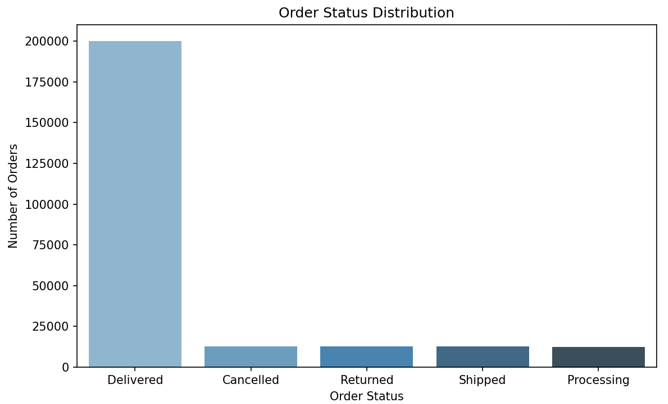 Order Status Distribution
Number of Orders
200000
175000
150000
125000
100000
75000
50000
25000
0
Delivered Cancelled Returned Shipped Processing
Order Status